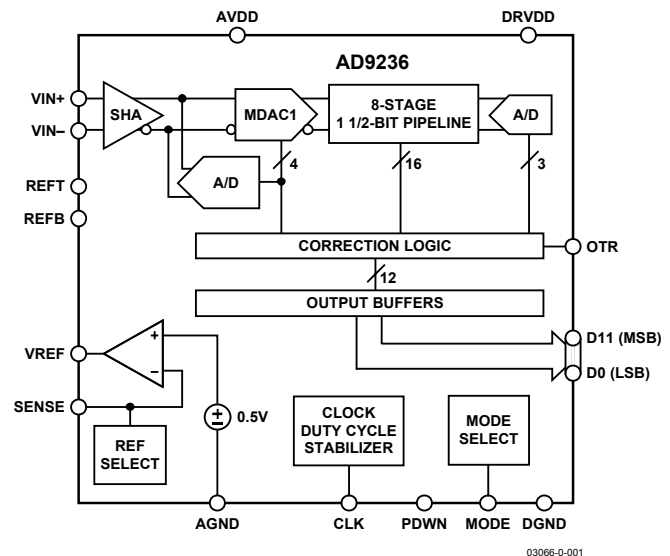 AVDD
DRVDD
AD9236
VIN+
VIN–
SHA
MDAC1
8-STAGE
1 1/2-BIT PIPELINE
A/D
A/D
4
16
3
REFT
REFB
CORRECTION LOGIC
OTR
12
OUTPUT BUFFERS
D11 (MSB)
D0 (LSB)
VREF
+
–
SENSE
REF
SELECT
+
–
0.5V
CLOCK
DUTY CYCLE
STABILIZER
MODE
SELECT
AGND
CLK
PDWN
MODE
DGND
03066-0-001